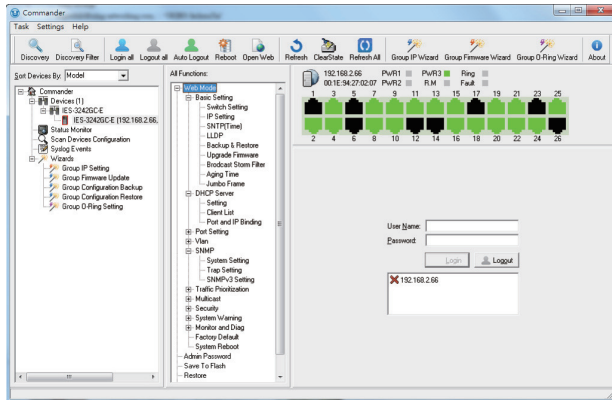 Commander
Task Settings Help
Discovery Discovery Filter Login all Logout all Auto Logout Reboot Open Web Refresh ClearState Refresh All Group IP Wizard Group Firmware Wizard Group O-Ring Wizard About
Sort Devices By: Model
Commander
Devices (1)
IES-3242GC-E
IES-3242GC-E [192.168.2.66,
Status Monitor
Scan Devices Configuration
Syslog Events
Wizards
Group IP Setting
Group Firmware Update
Group Configuration Backup
Group Configuration Restore
Group O-Ring Setting
All Functions:
Web Mode
Basic Setting
Switch Setting
IP Setting
SNTP(Time)
LLDP
Backup & Restore
Upgrade Firmware
Brodcast Storm Filter
Aging Time
Jumbo Frame
DHCP Server
Setting
Client List
Port and IP Binding
Port Setting
Vlan
SNMP
System Setting
Trap Setting
SNMPv3 Setting
Traffic Prioritization
Multicast
Security
System Warning
Monitor and Diag
Factory Default
System Reboot
Admin Password
Save To Flash
Restore
192.168.2.66 PWR1 PWR3 Ring
00:1E:94:27:02:07 PWR2 R.M Fault
1 3 5 7 9 11 13 15 17 19 21 23 25
2 4 6 8 10 12 14 16 18 20 22 24 26
User Name:
Password:
Login Logout
192.168.2.66